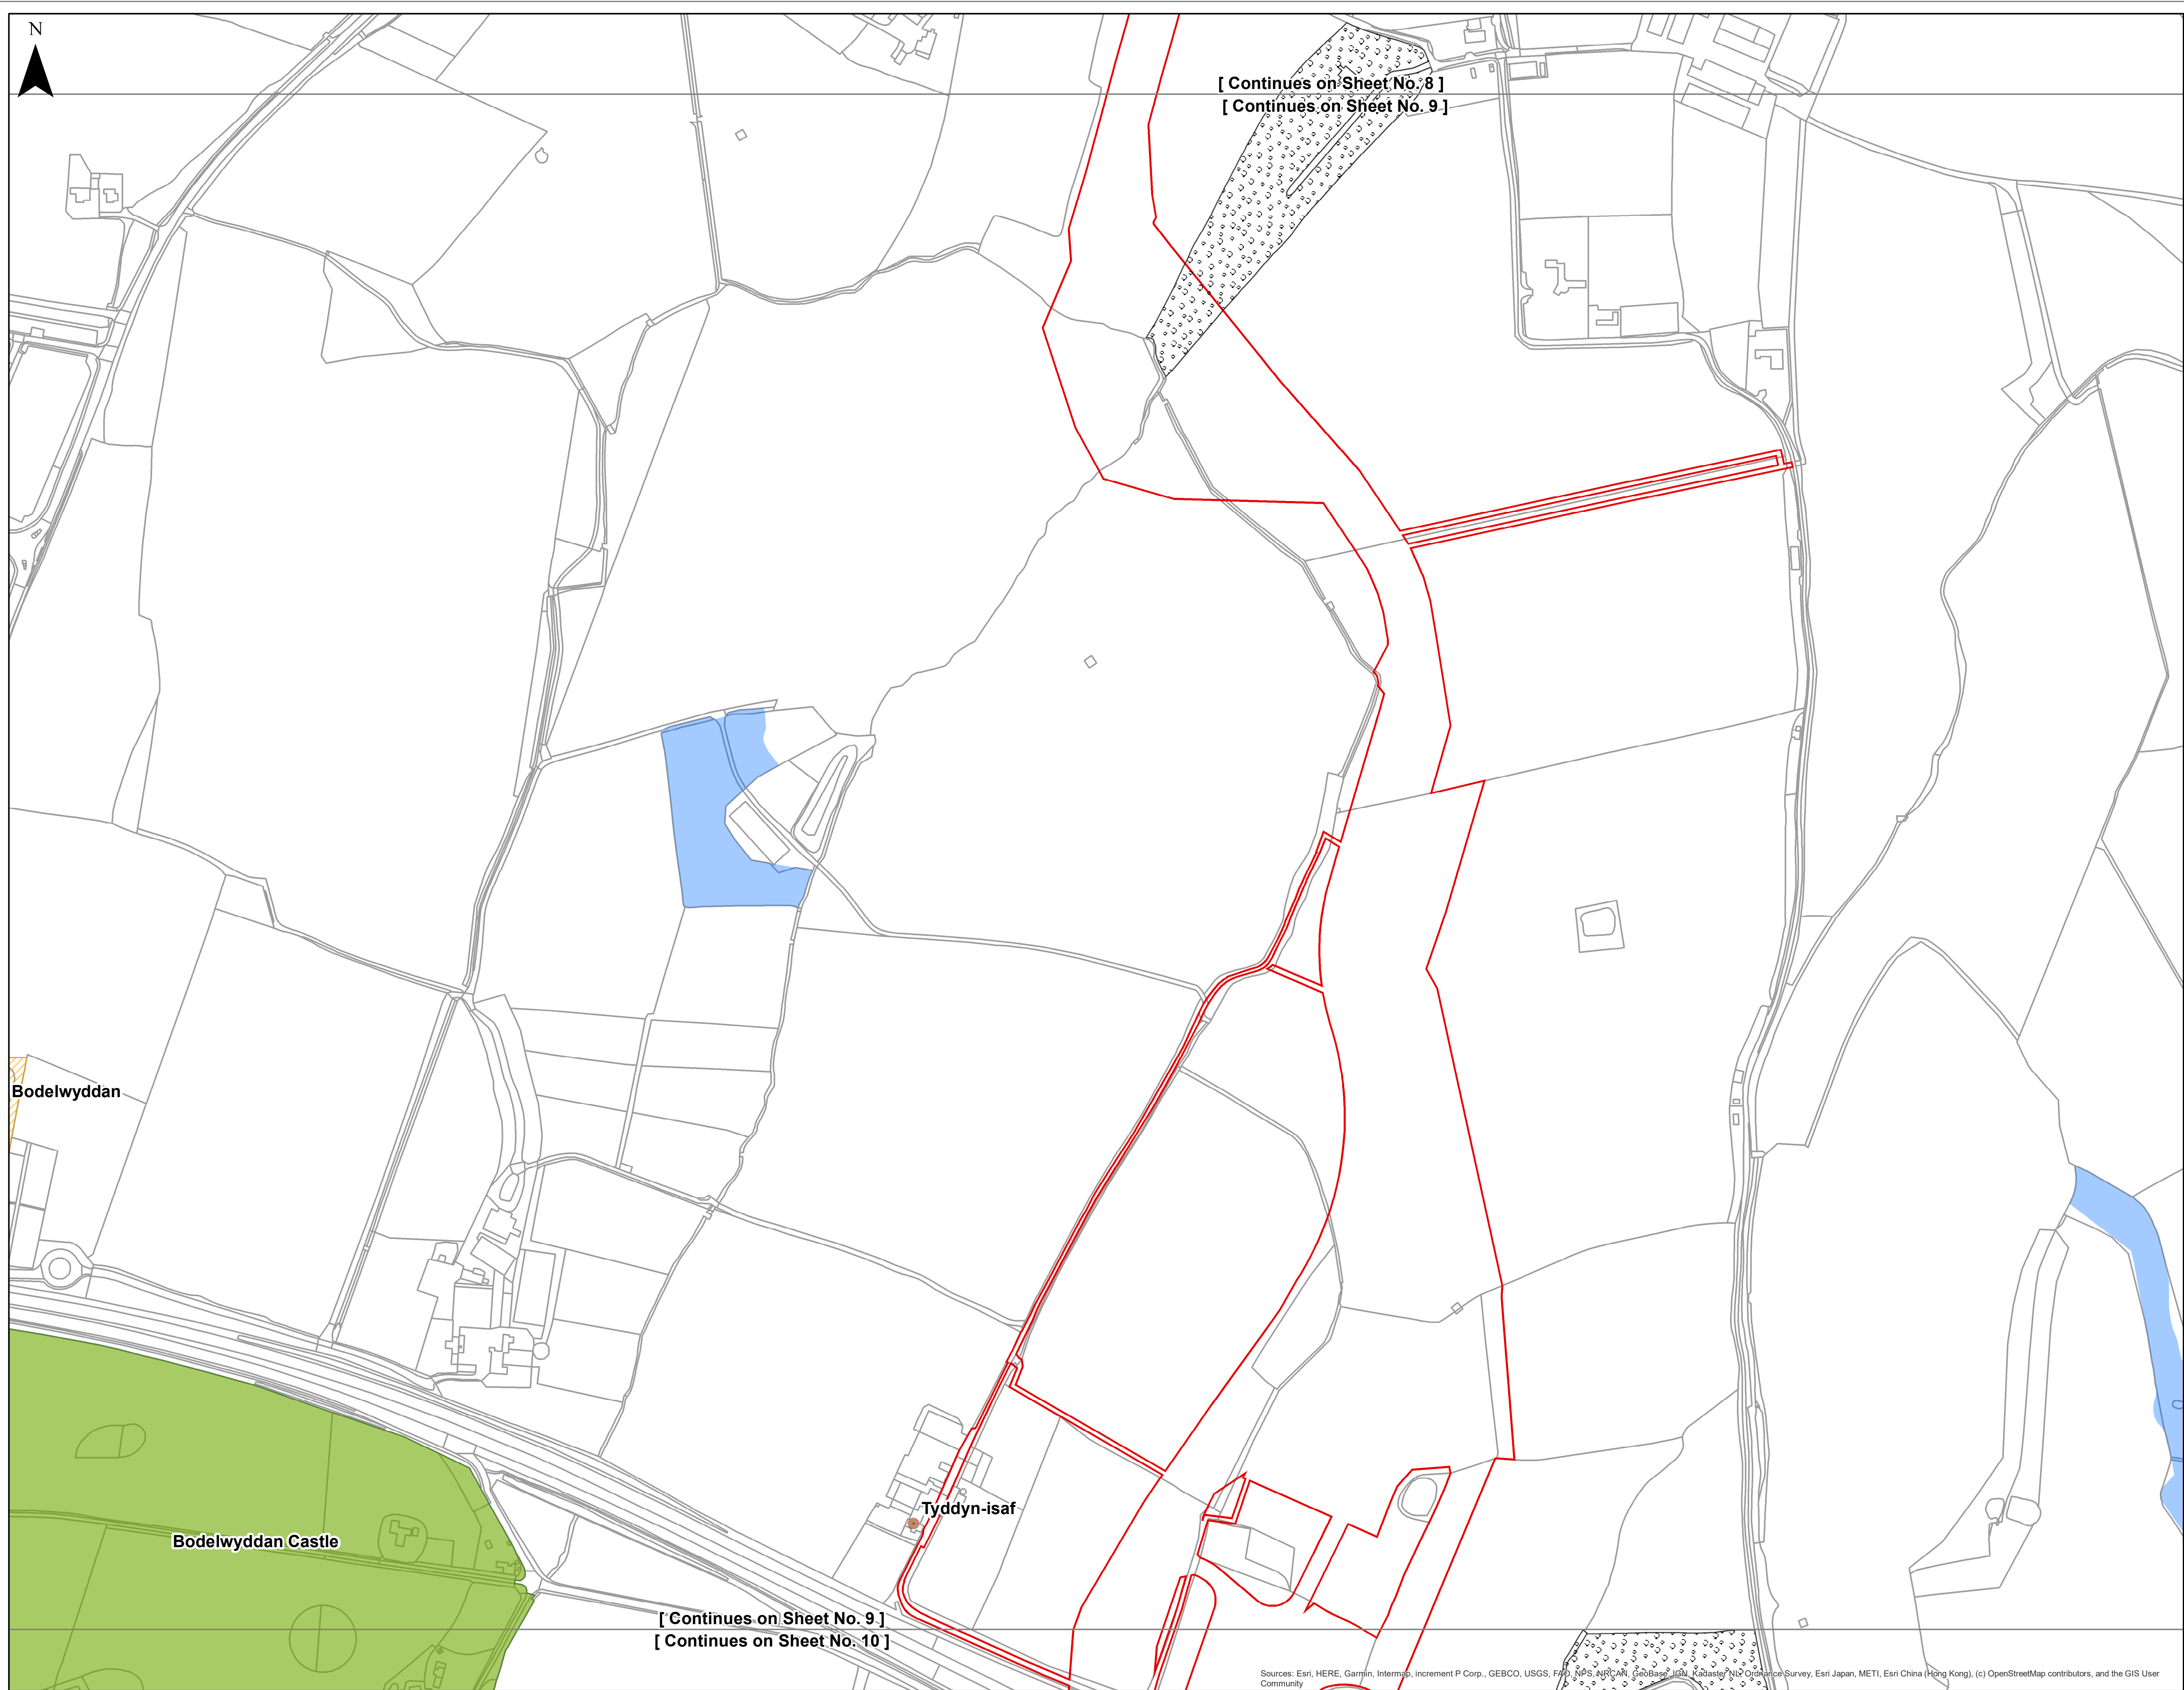 N
[ Continues on Sheet No. 8 ]
[ Continues on Sheet No. 9 ]
Bodelwyddan
Tyddyn-isaf
Bodelwyddan Castle
[ Continues on Sheet No. 9 ]
[ Continues on Sheet No. 10 ]
Sources: Esri, HERE, Garmin, Intermap, increment P Corp., GEBCO, USGS, FAO, NPS, NRCAN, GeoBase, IGN, Kadaster NL, Ordnance Survey, Esri Japan, METI, Esri China (Hong Kong), (c) OpenStreetMap contributors, and the GIS User
Community